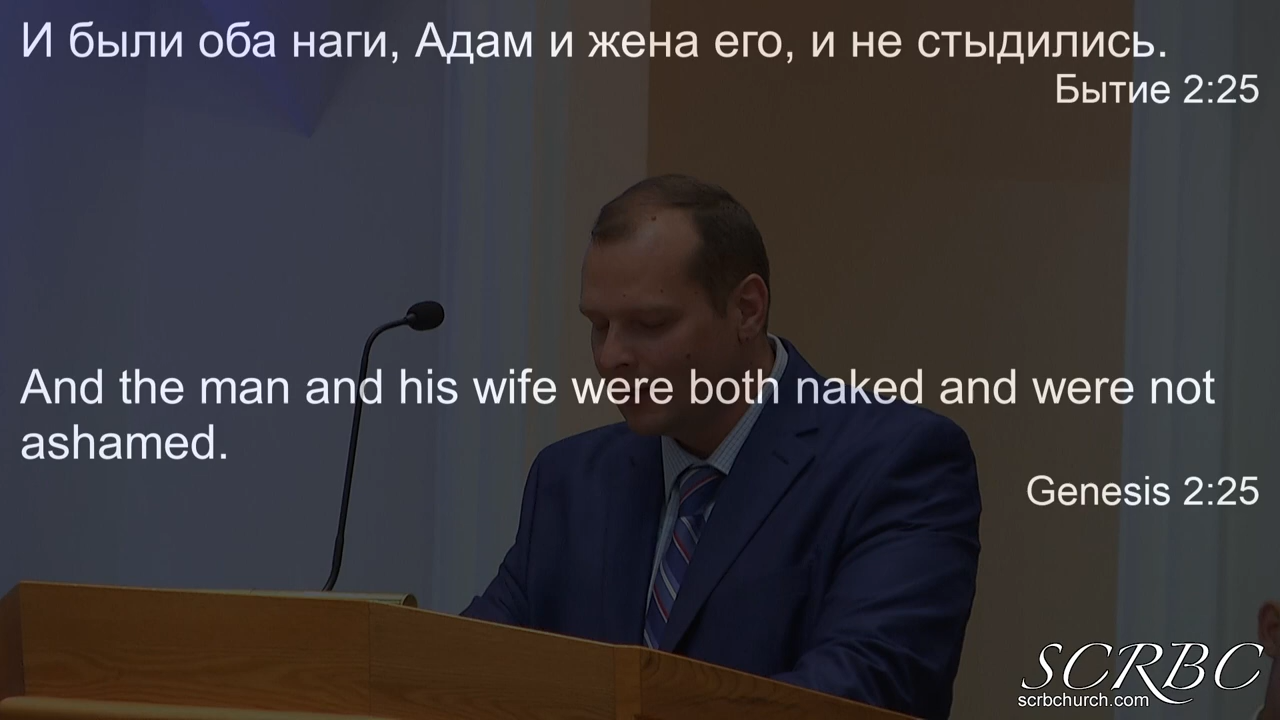 И были оба наги, Адам и жена его, и не стыдились.
Бытие 2:25
And the man and his wife were both naked and were not
ashamed.
Genesis 2:25
SCRBC
scrbchurch.com